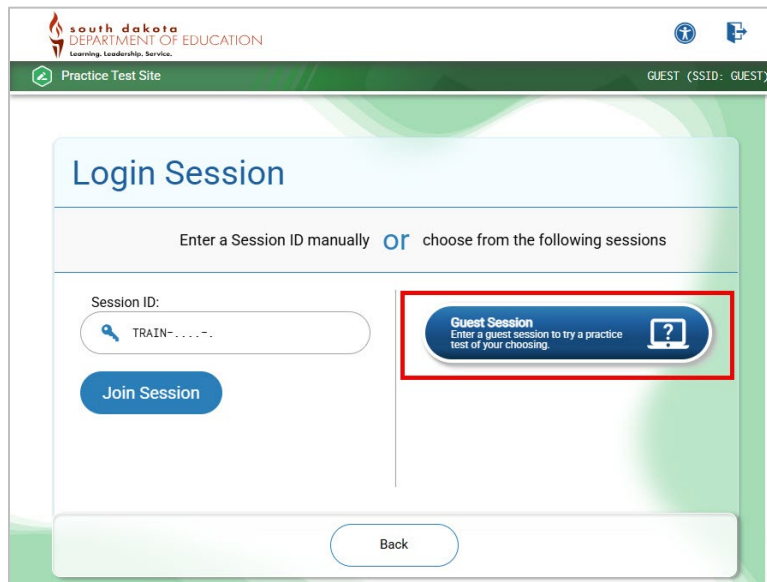 south dakota
DEPARTMENT OF EDUCATION
Learning. Leadership. Service.
Practice Test Site
GUEST (SSID: GUEST)
Login Session
Enter a Session ID manually or choose from the following sessions
Session ID:
TRAIN-....-.
Join Session
Guest Session
Enter a guest session to try a practice
test of your choosing.
?
Back